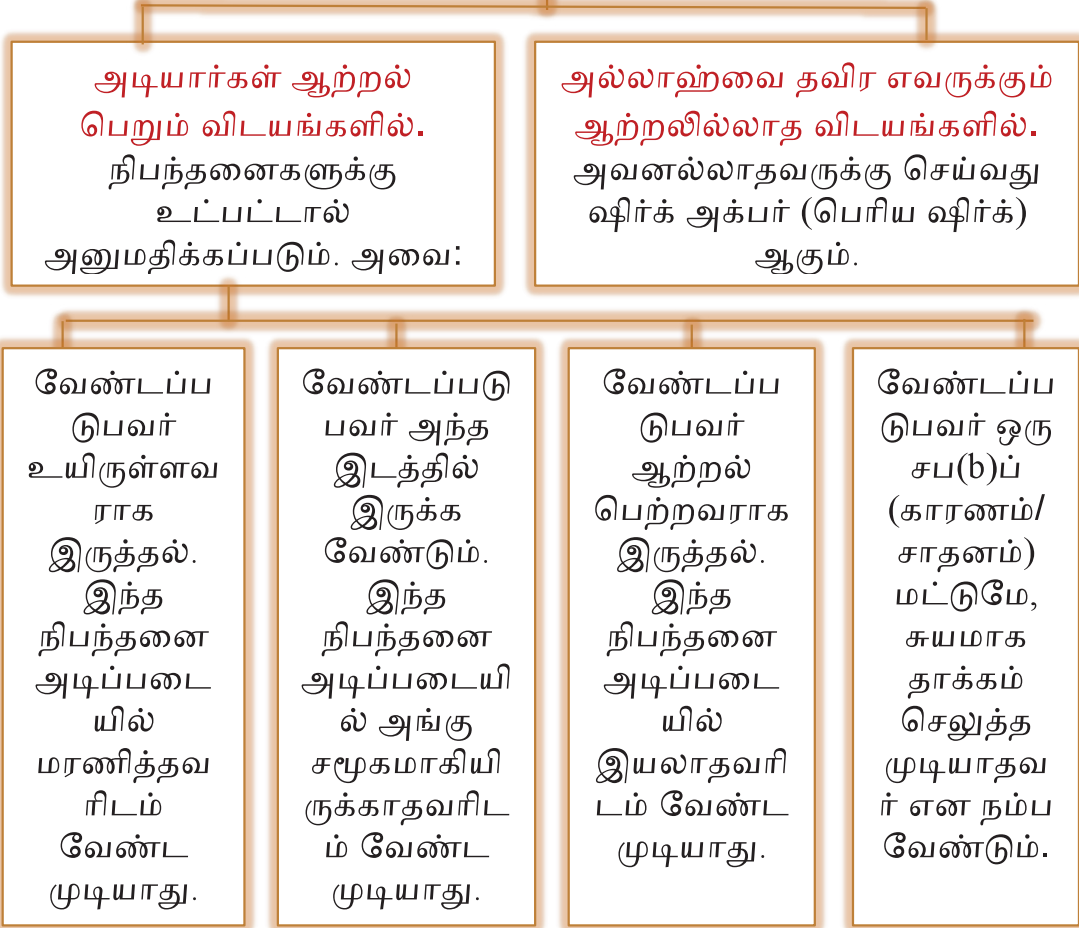 அடியார்கள் ஆற்றல்
பெறும் விடயங்களில்.
நிபந்தனைகளுக்கு
உட்பட்டால்
அனுமதிக்கப்படும். அவை:
அல்லாஹ்வை தவிர எவருக்கும்
ஆற்றலில்லாத விடயங்களில்.
அவனல்லாதவருக்கு செய்வது
ஷிர்க் அக்பர் (பெரிய ஷிர்க்)
ஆகும்.
வேண்டப்ப
டுபவர்
உயிருள்ளவ
ராக
இருத்தல்.
இந்த
நிபந்தனை
அடிப்படை
யில்
மரணித்தவ
ரிடம்
வேண்ட
முடியாது.
வேண்டப்படு
பவர் அந்த
இடத்தில்
இருக்க
வேண்டும்.
இந்த
நிபந்தனை
அடிப்படையி
ல் அங்கு
சமூகமாகியி
ருக்காதவரிட
ம் வேண்ட
முடியாது.
வேண்டப்ப
டுபவர்
ஆற்றல்
பெற்றவராக
இருத்தல்.
இந்த
நிபந்தனை
அடிப்படை
யில்
இயலாதவரி
டம் வேண்ட
முடியாது.
வேண்டப்ப
டுபவர் ஒரு
சப(b)ப்
(காரணம்/
சாதனம்)
மட்டுமே,
சுயமாக
தாக்கம்
செலுத்த
முடியாதவ
ர் என நம்ப
வேண்டும்.